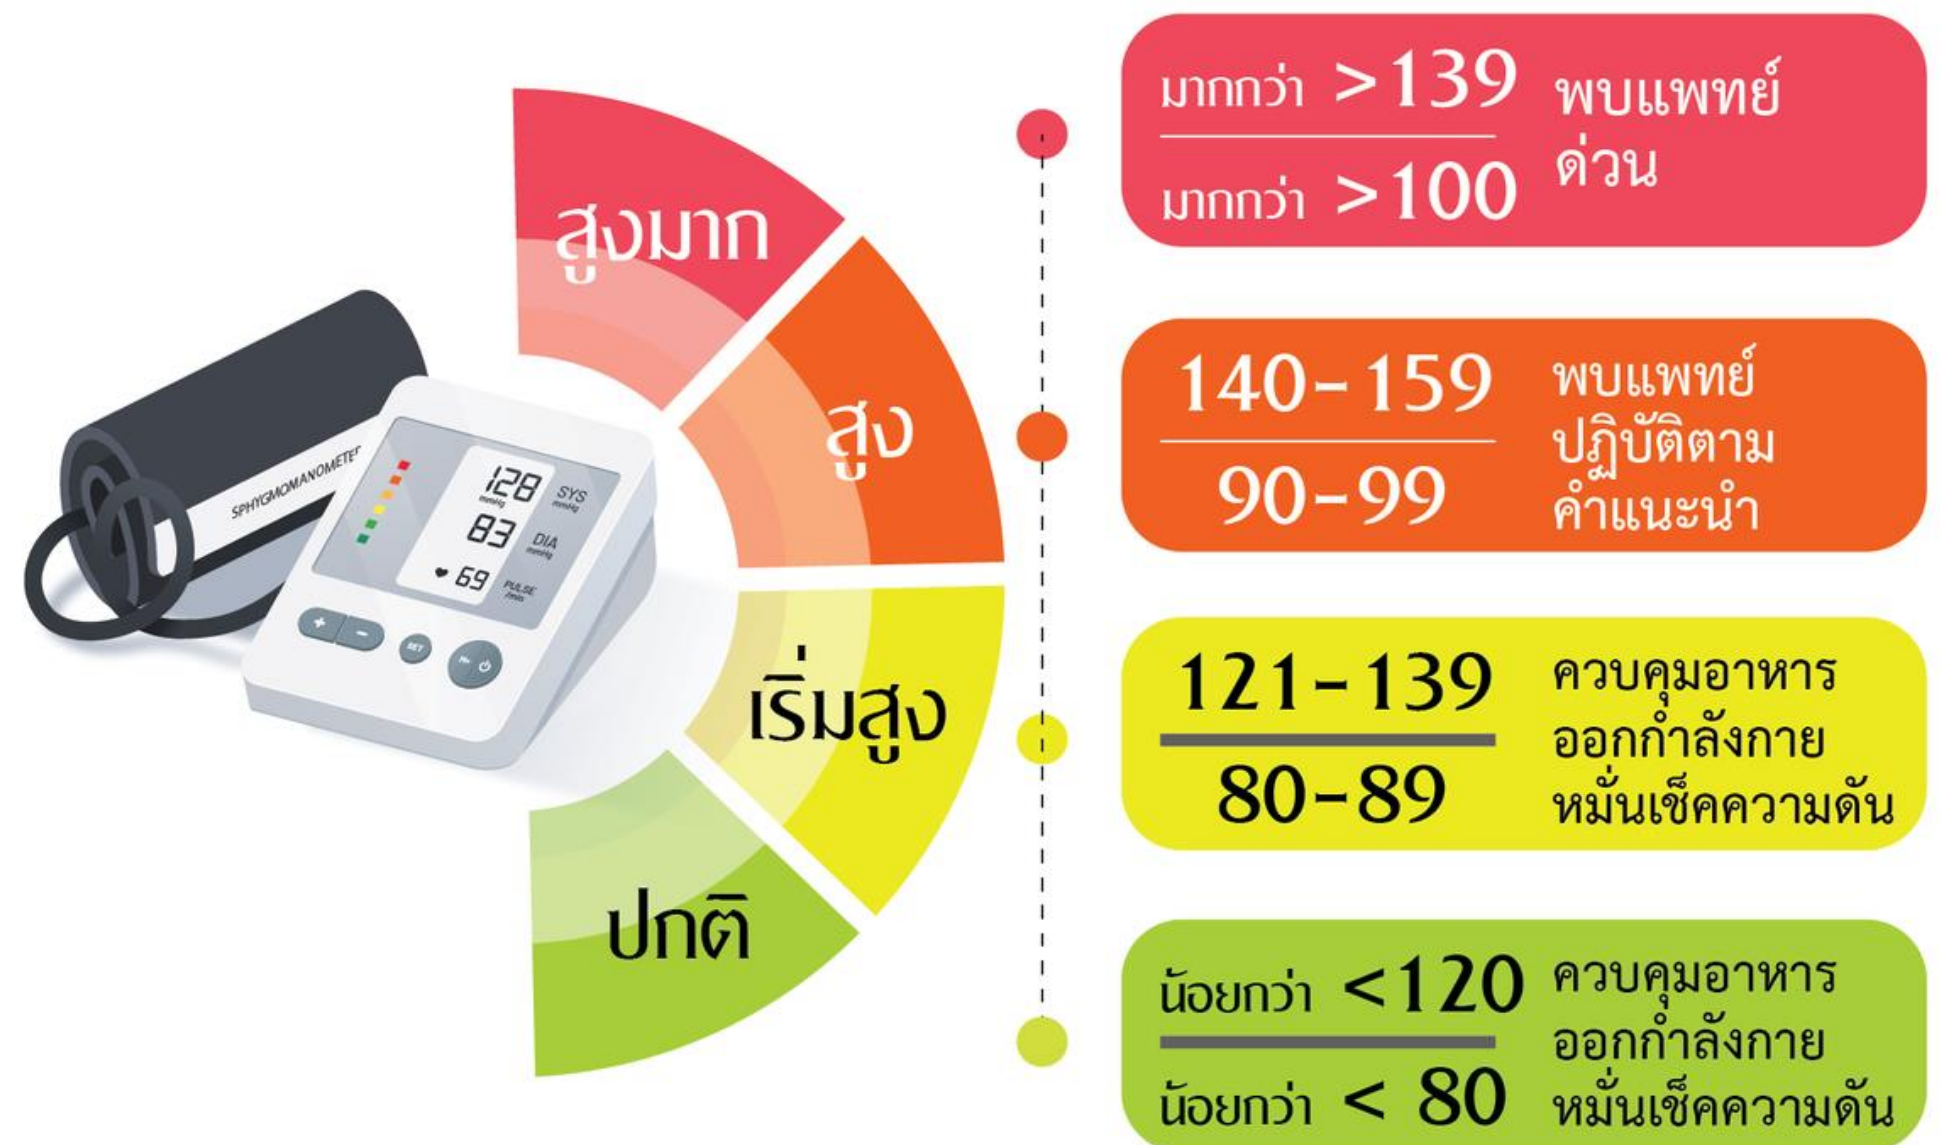 สูงมาก
มากกว่า >139
มากกว่า >100
พบแพทย์
ด่วน
สูง
140-159
90-99
พบแพทย์
ปฏิบัติตาม
คำแนะนำ
เริ่มสูง
121-139
80-89
ควบคุมอาหาร
ออกกำลังกาย
หมั่นเช็คความดัน
ปกติ
น้อยกว่า <120
น้อยกว่า < 80
ควบคุมอาหาร
ออกกำลังกาย
หมั่นเช็คความดัน
SPHYGMOMANOMETER
128 SYS
mmHg mmHg
83 DIA
mmHg
69 PULSE
/min
+ -
SET
M+